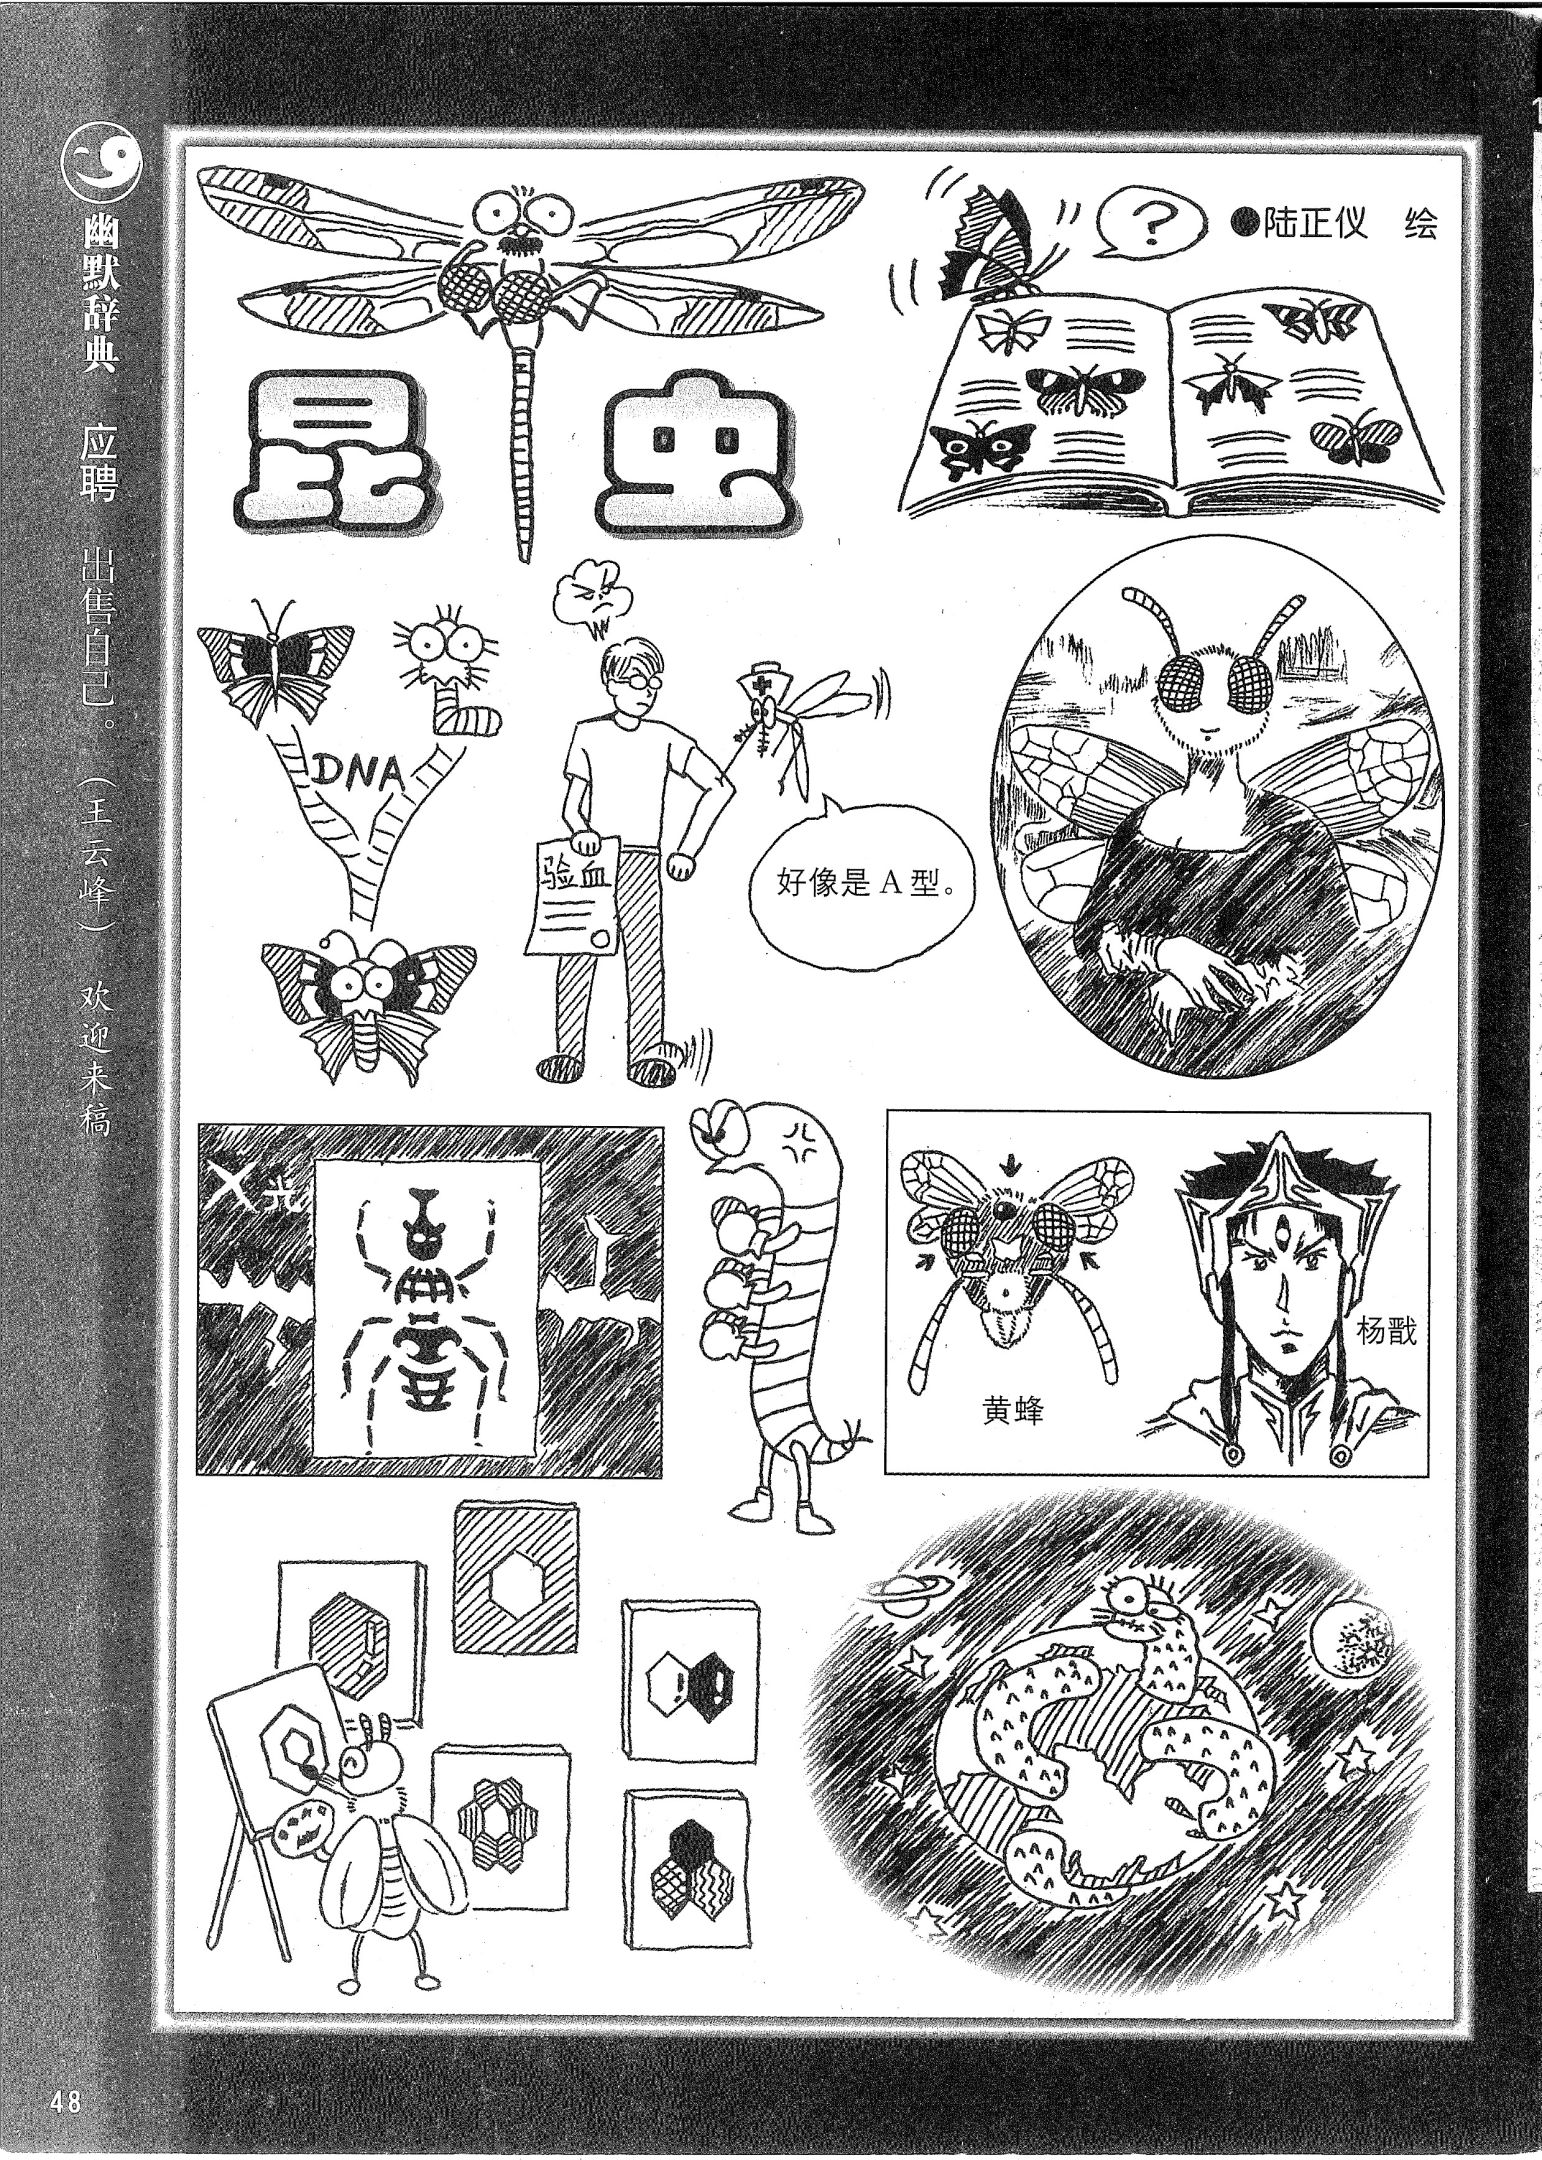 幽默辞典 应聘 出售自己。（王云峰） 欢迎来稿
●陆正仪 绘
?
昆虫
DNA
验血
好像是A型。
X光
黄蜂
杨戬
48